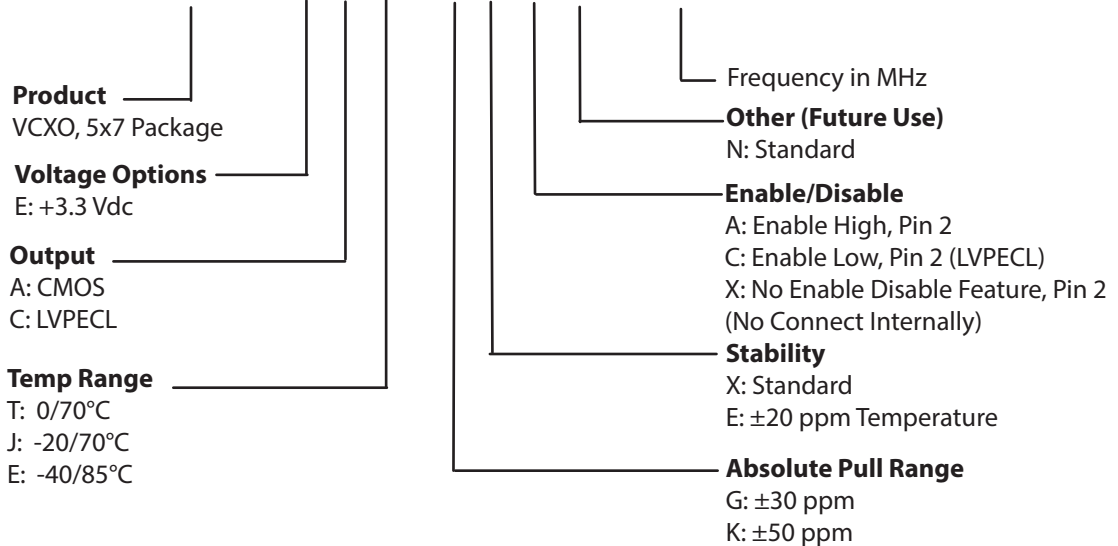 Product
VCXO, 5x7 Package
Voltage Options
E: +3.3 Vdc
Output
A: CMOS
C: LVPECL
Temp Range
T: 0/70°C
J: -20/70°C
E: -40/85°C
Frequency in MHz
Other (Future Use)
N: Standard
Enable/Disable
A: Enable High, Pin 2
C: Enable Low, Pin 2 (LVPECL)
X: No Enable Disable Feature, Pin 2
(No Connect Internally)
Stability
X: Standard
E: ±20 ppm Temperature
Absolute Pull Range
G: ±30 ppm
K: ±50 ppm